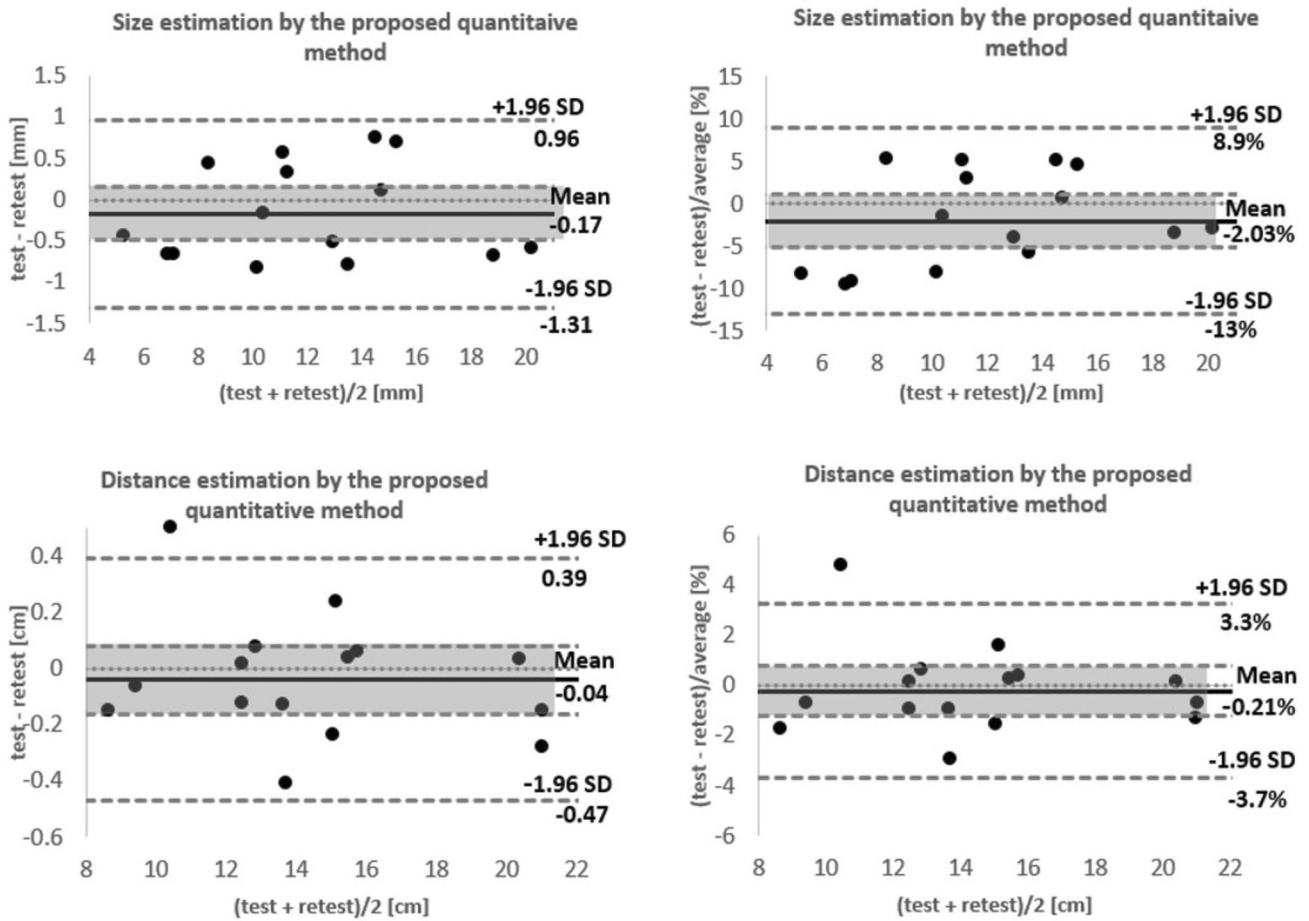 Size estimation by the proposed quantitaive
method
test - retest [mm]
1.5
1
0.5
0
-0.5
-1
-1.5
+1.96 SD
0.96
Mean
-0.17
-1.96 SD
-1.31
4 6 8 10 12 14 16 18 20
(test + retest)/2 [mm]
Size estimation by the proposed quantitaive
method
(test - retest)/average [%]
15
10
5
0
-5
-10
-15
+1.96 SD
8.9%
Mean
-2.03%
-1.96 SD
-13%
4 6 8 10 12 14 16 18 20
(test + retest)/2 [mm]
Distance estimation by the proposed
quantitative method
test - retest [cm]
0.4
0.2
0
-0.2
-0.4
-0.6
+1.96 SD
0.39
Mean
-0.04
-1.96 SD
-0.47
8 10 12 14 16 18 20 22
(test + retest)/2 [cm]
Distance estimation by the proposed
quantitative method
(test - retest)/average [%]
6
4
2
0
-2
-4
-6
+1.96 SD
3.3%
Mean
-0.21%
-1.96 SD
-3.7%
8 10 12 14 16 18 20 22
(test + retest)/2 [cm]